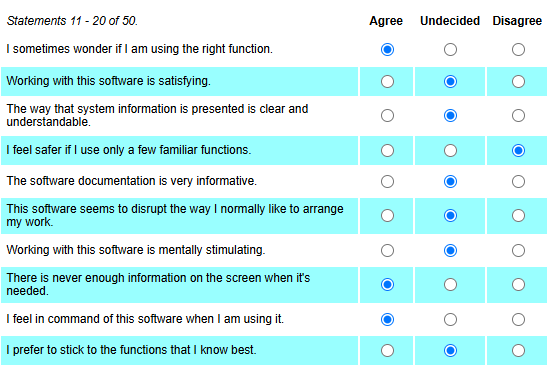 Statements 11 - 20 of 50. Agree Undecided Disagree
I sometimes wonder if I am using the right function.
Working with this software is satisfying.
The way that system information is presented is clear and
understandable.
I feel safer if I use only a few familiar functions.
The software documentation is very informative.
This software seems to disrupt the way I normally like to arrange
my work.
Working with this software is mentally stimulating.
There is never enough information on the screen when it's
needed.
I feel in command of this software when I am using it.
I prefer to stick to the functions that I know best.